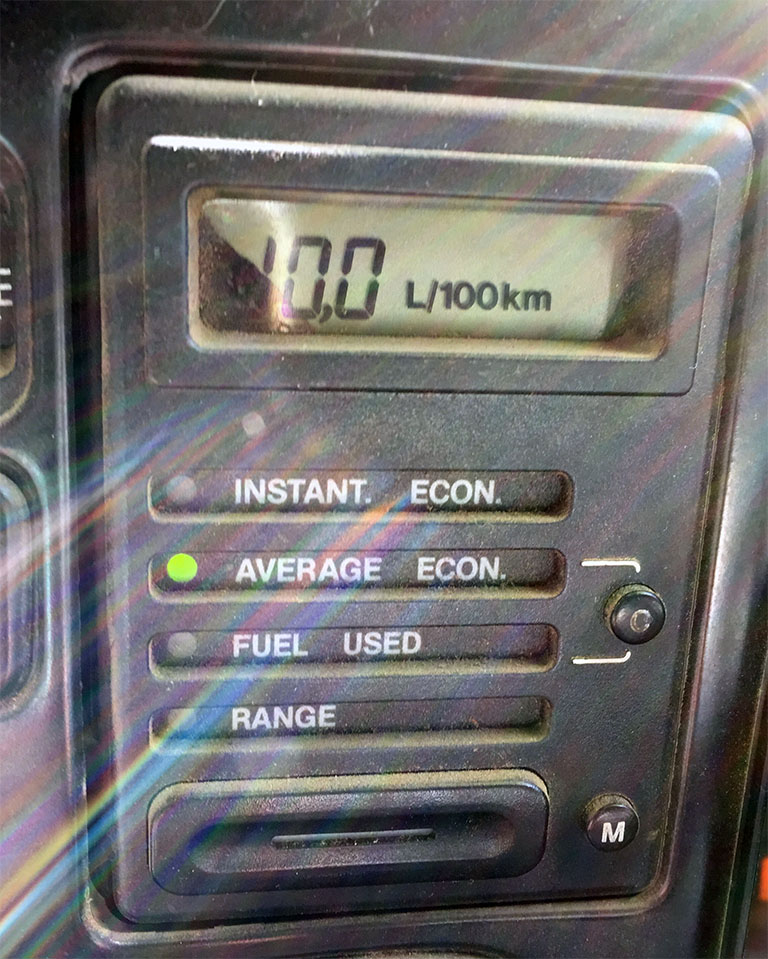 10,0 L/100km
INSTANT. ECON.
AVERAGE ECON.
FUEL USED
C
RANGE
M